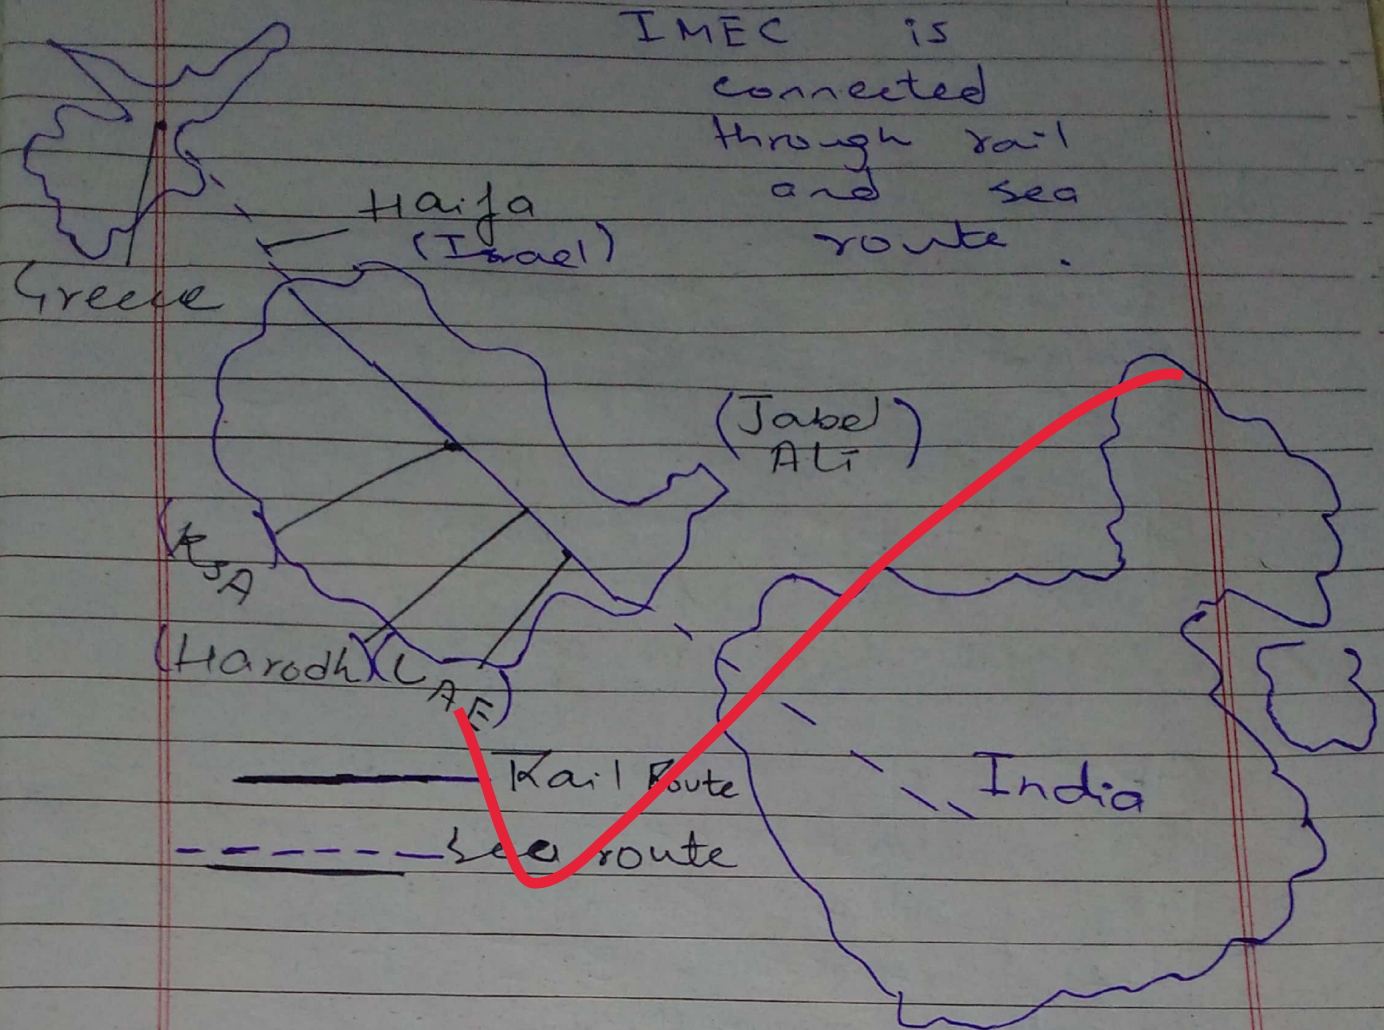 IMEC is
connected
through rail
and sea
route.
Haifa
(Israel)
Greece
(Jabel
Ali)
(KSA)
(Harodh)
(UAE)
Rail Route
Sea route
India